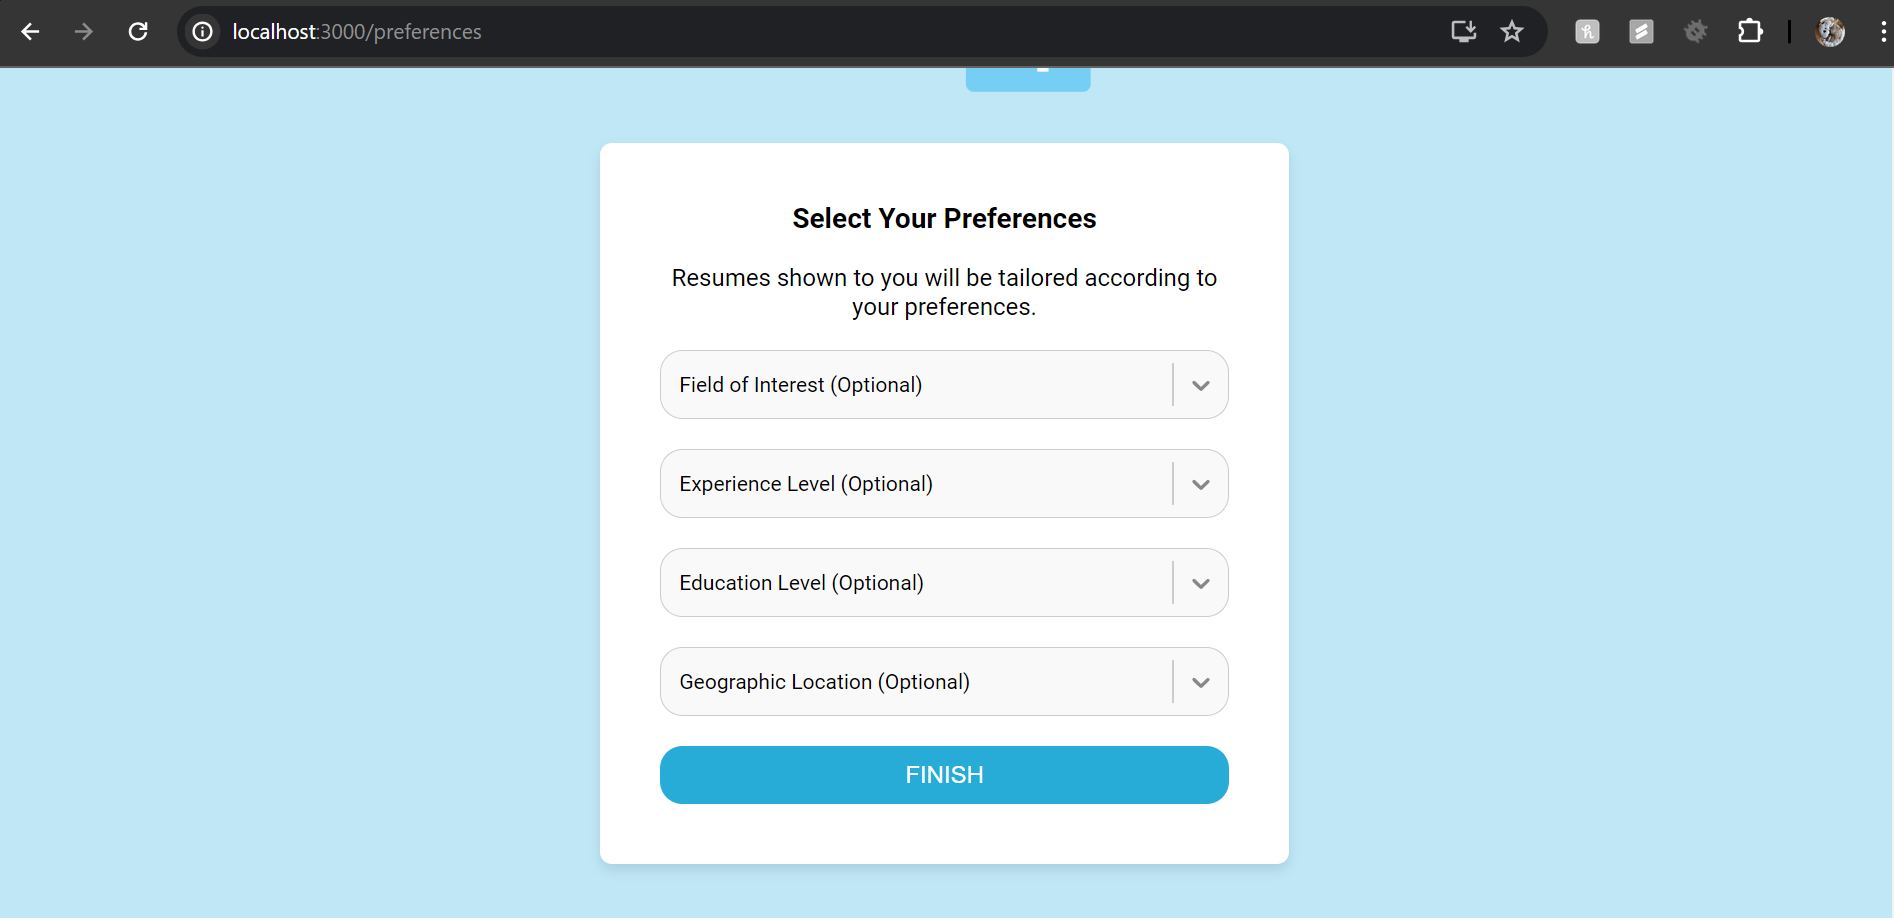 localhost:3000/preferences
Select Your Preferences
Resumes shown to you will be tailored according to
your preferences.
Field of Interest (Optional)
Experience Level (Optional)
Education Level (Optional)
Geographic Location (Optional)
FINISH